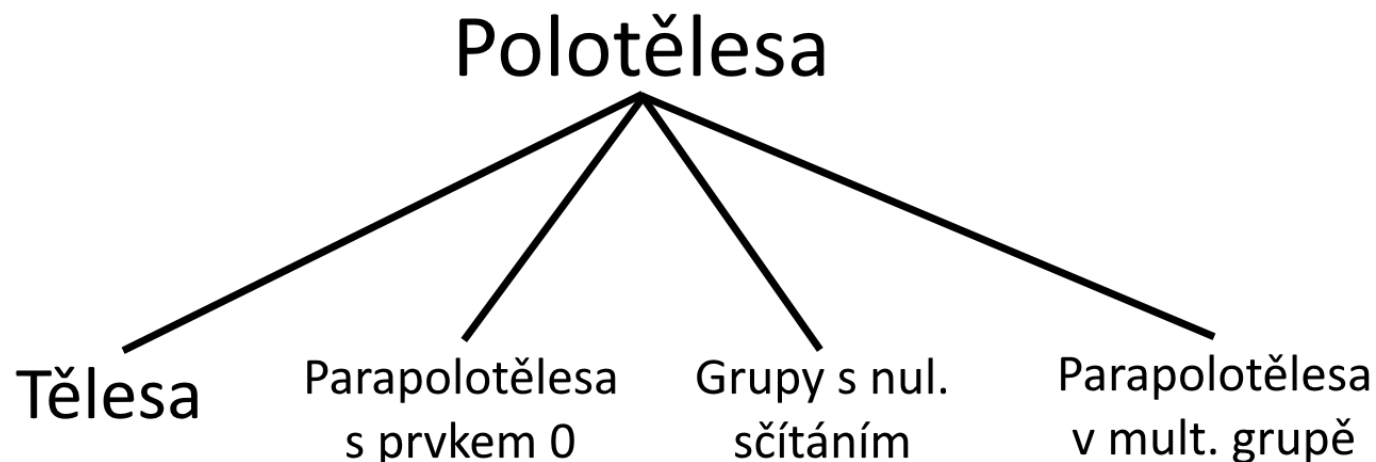 Polotělesa
Tělesa
Parapolotělesa
s prvkem 0
Grupy s nul.
sčítáním
Parapolotělesa
v mult. grupě